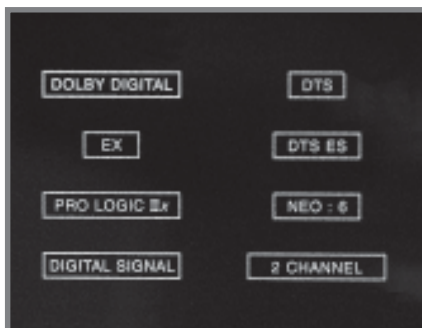 DOLBY DIGITAL DTS
EX DTS ES
PRO LOGIC IIx NEO : 6
DIGITAL SIGNAL 2 CHANNEL